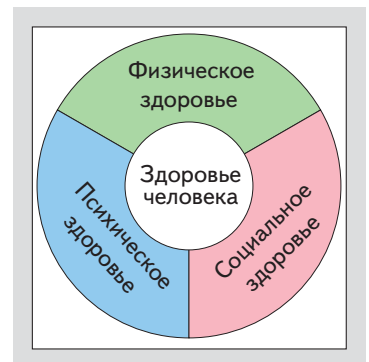 Физическое
здоровье
Здоровье
человека
Психическое
здоровье
Социальное
здоровье